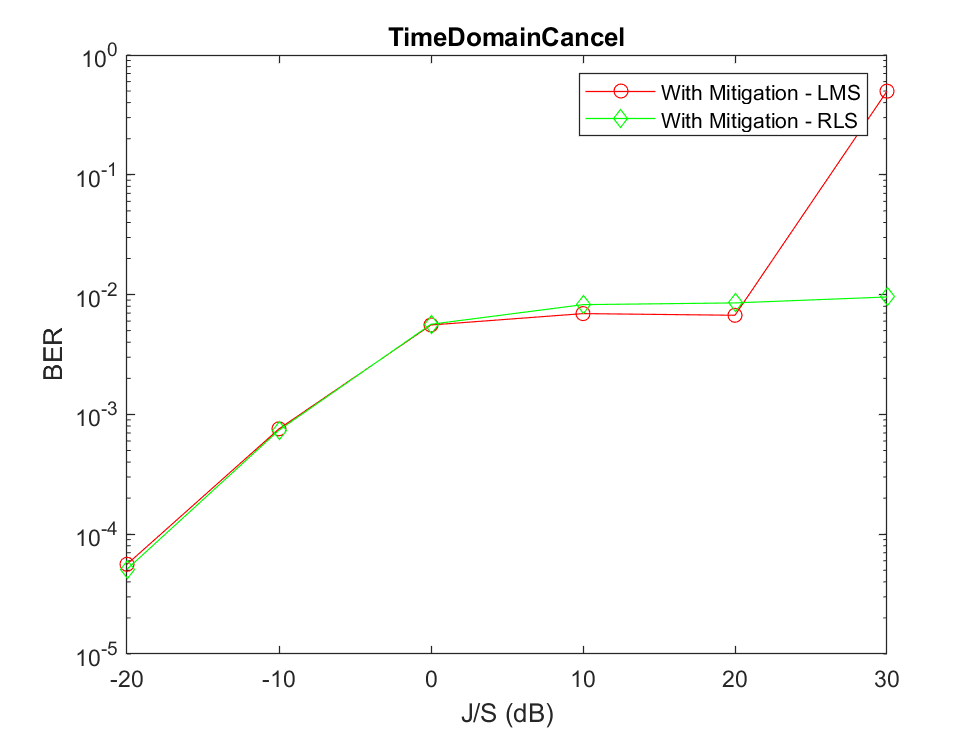 TimeDomainCancel
With Mitigation - LMS
With Mitigation - RLS
10^0
10^-1
10^-2
10^-3
10^-4
10^-5
BER
-20 -10 0 10 20 30
J/S (dB)